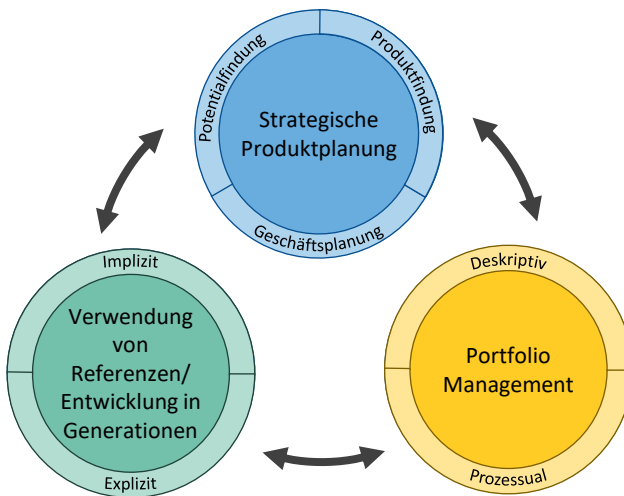 Potentialfindung
Produktfindung
Strategische
Produktplanung
Geschäftsplanung
Implizit
Verwendung
von
Referenzen/
Entwicklung in
Generationen
Explizit
Deskriptiv
Portfolio
Management
Prozessual